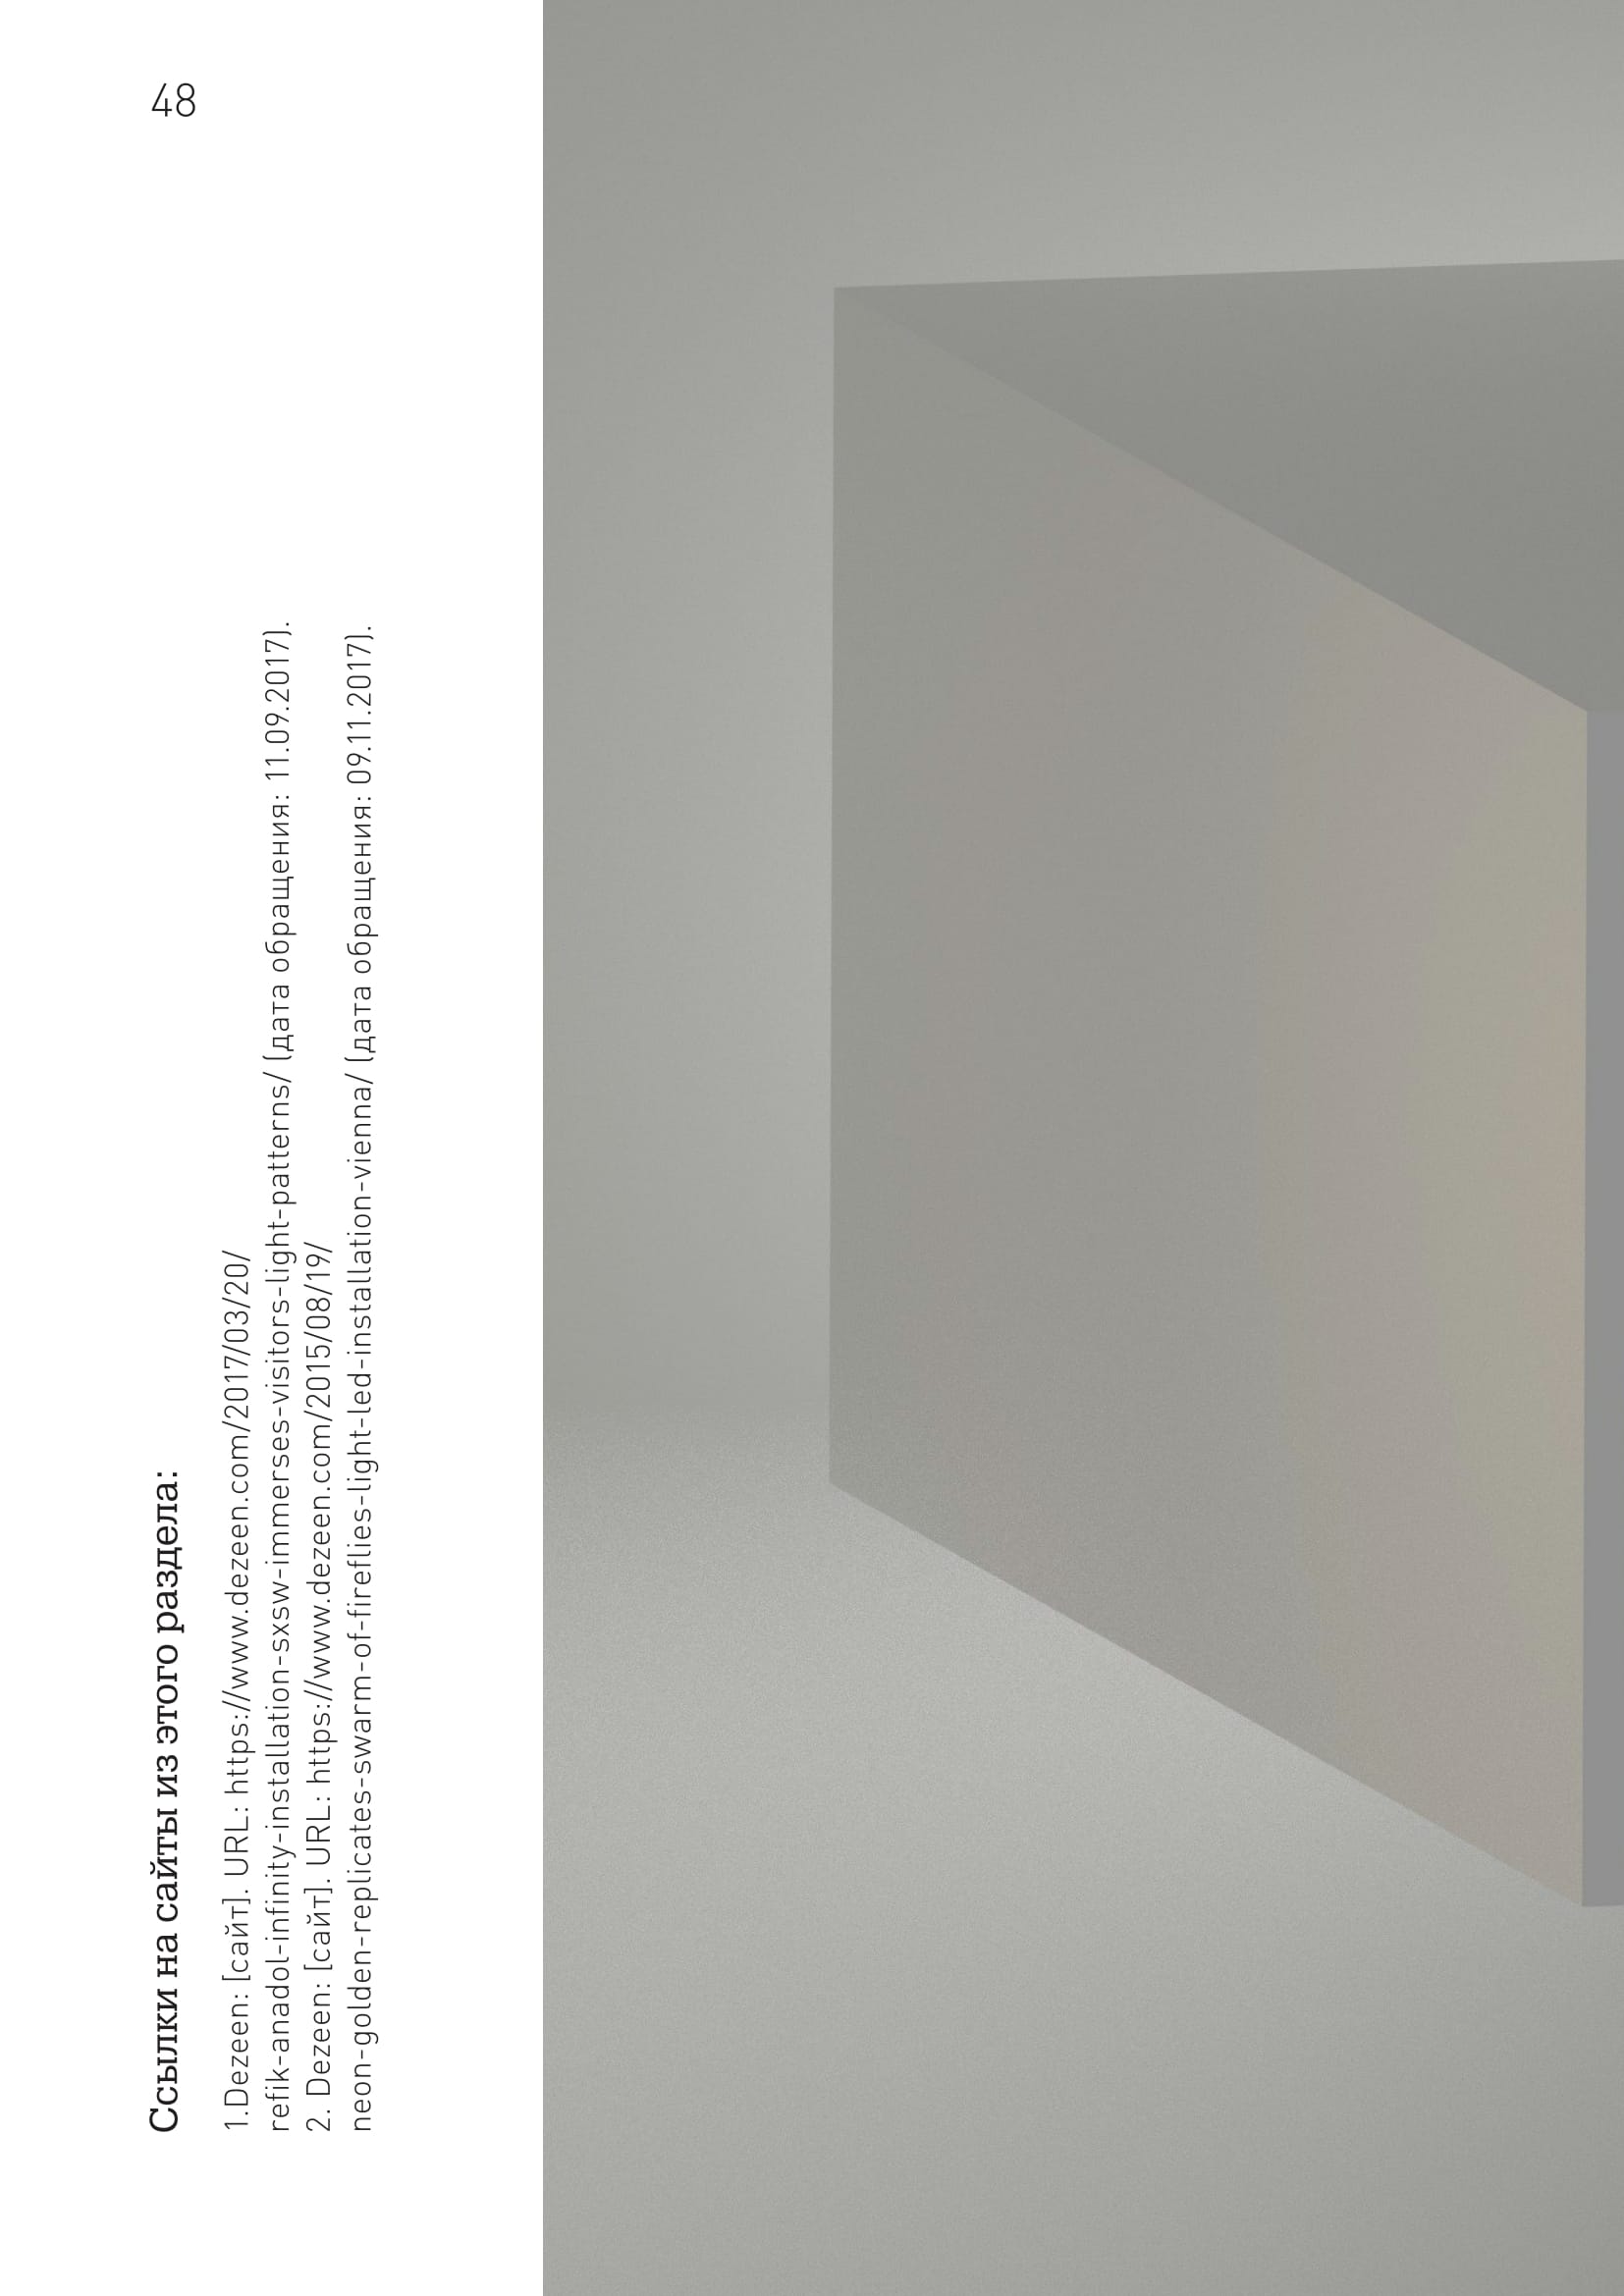 48
Ссылки на сайты из этого раздела:
1.Dezeen: [сайт]. URL: https://www.dezeen.com/2017/03/20/
refik-anadol-infinity-installation-sxsw-immerses-visitors-light-patterns/ (дата обращения: 11.09.2017).
2. Dezeen: [сайт]. URL: https://www.dezeen.com/2015/08/19/
neon-golden-replicates-swarm-of-fireflies-light-led-installation-vienna/ (дата обращения: 09.11.2017).